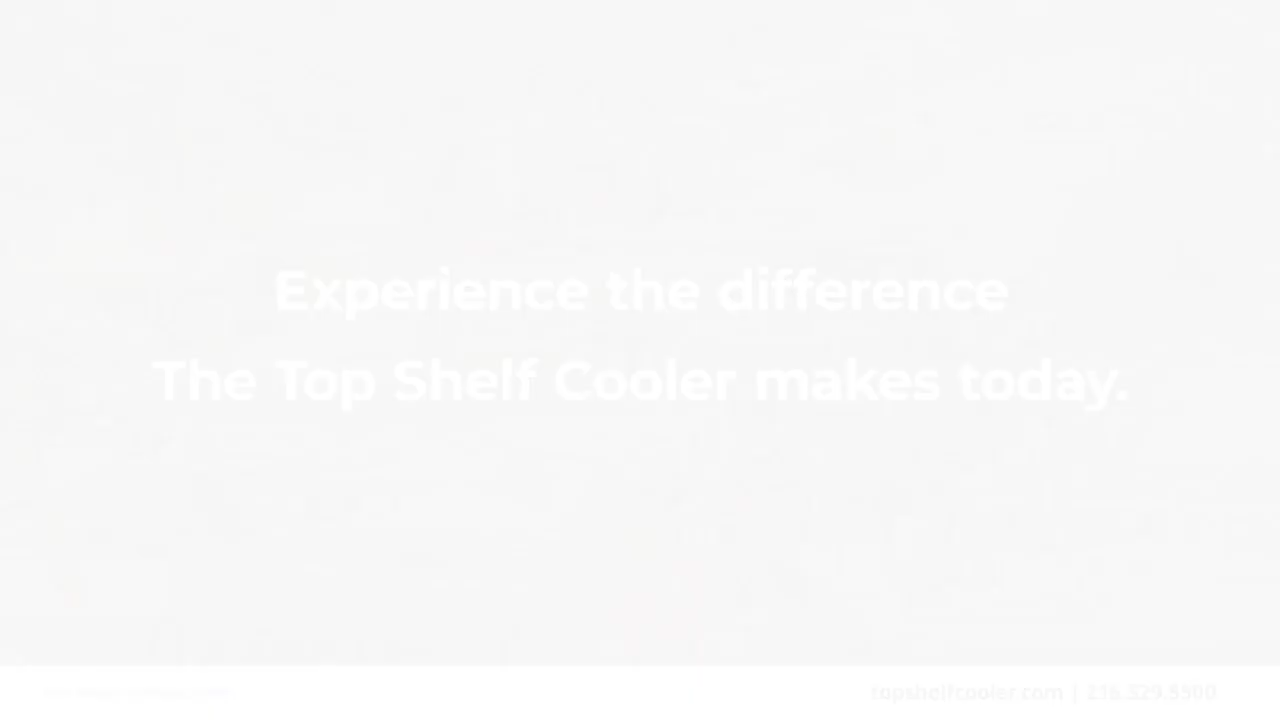 Experience the difference
The Top Shelf Cooler makes today.
topshelfcooler.com |